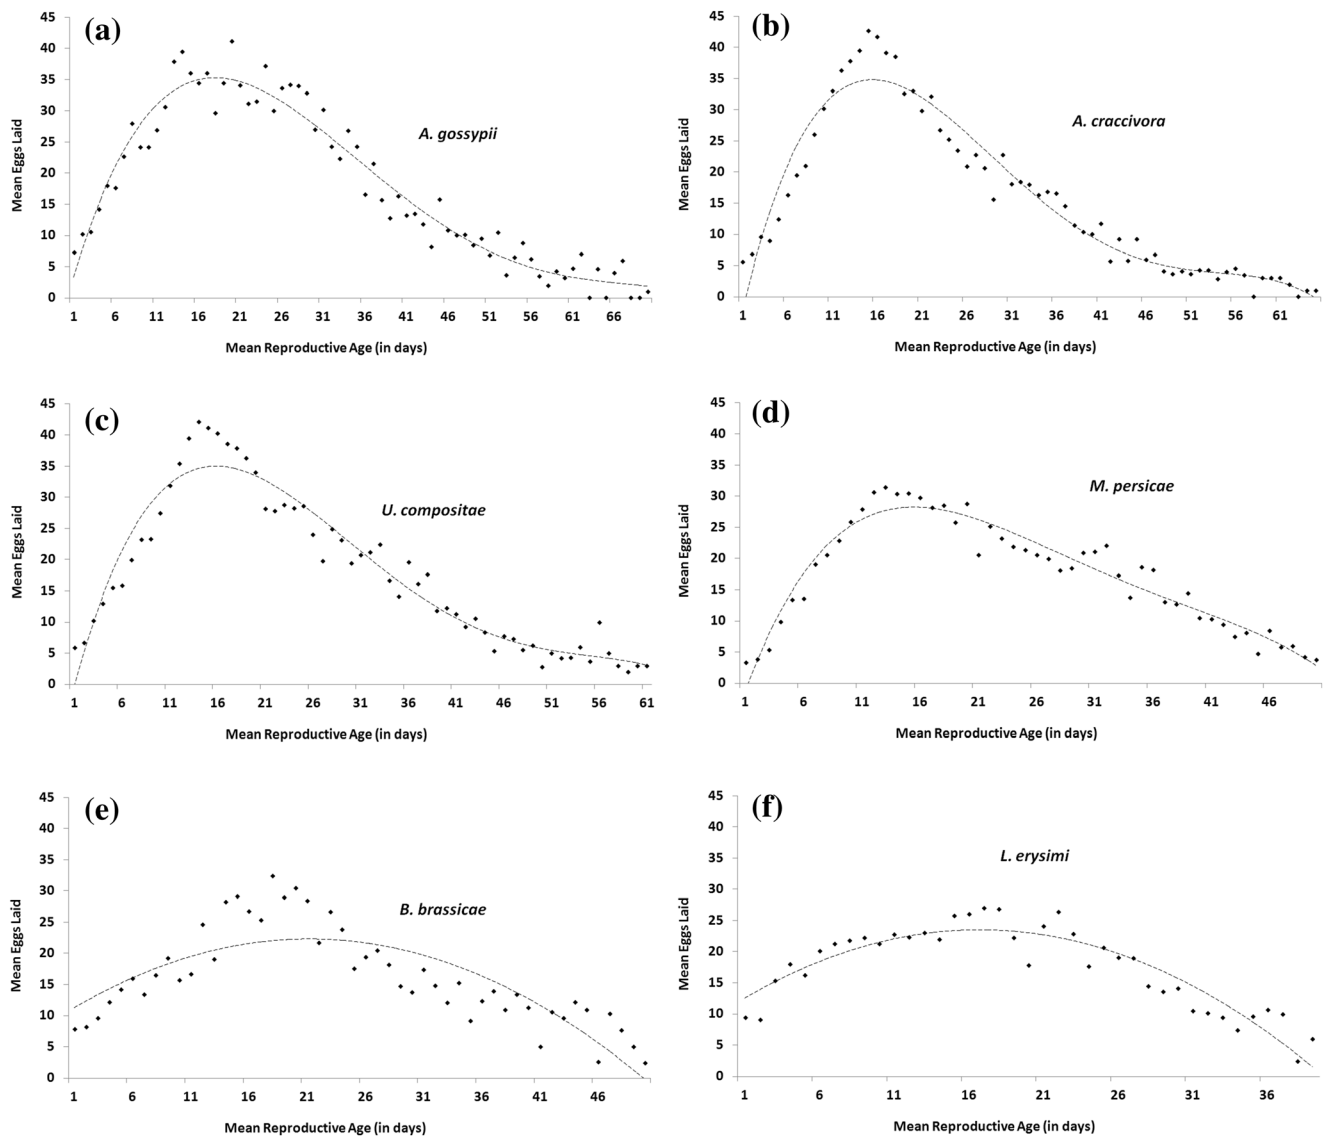 (a)
45
40
35
30
25
20
15
10
5
0
Mean Eggs Laid
A. gossypii
1 6 11 16 21 26 31 36 41 46 51 56 61 66
Mean Reproductive Age (in days)
(b)
45
40
35
30
25
20
15
10
5
0
Mean Eggs Laid
A. craccivora
1 6 11 16 21 26 31 36 41 46 51 56 61
Mean Reproductive Age (in days)
(c)
45
40
35
30
25
20
15
10
5
0
Mean Eggs Laid
U. compositae
1 6 11 16 21 26 31 36 41 46 51 56 61
Mean Reproductive Age (in days)
(d)
45
40
35
30
25
20
15
10
5
0
Mean Eggs Laid
M. persicae
1 6 11 16 21 26 31 36 41 46
Mean Reproductive Age (in days)
(e)
45
40
35
30
25
20
15
10
5
0
Mean Eggs Laid
B. brassicae
1 6 11 16 21 26 31 36 41 46
Mean Reproductive Age (in days)
(f)
45
40
35
30
25
20
15
10
5
0
Mean Eggs Laid
L. erysimi
1 6 11 16 21 26 31 36
Mean Reproductive Age (in days)